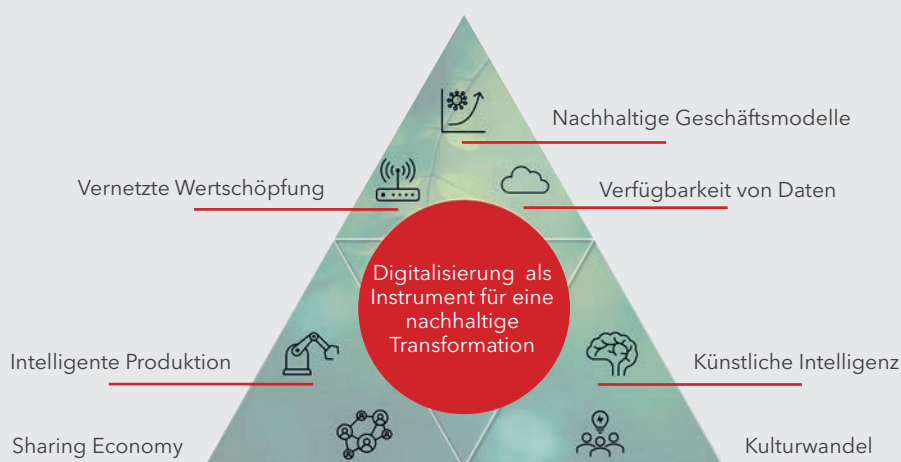 Nachhaltige Geschäftsmodelle
Vernetzte Wertschöpfung
Verfügbarkeit von Daten
Digitalisierung als
Instrument für eine
nachhaltige
Transformation
Intelligente Produktion
Künstliche Intelligenz
Sharing Economy
Kulturwandel